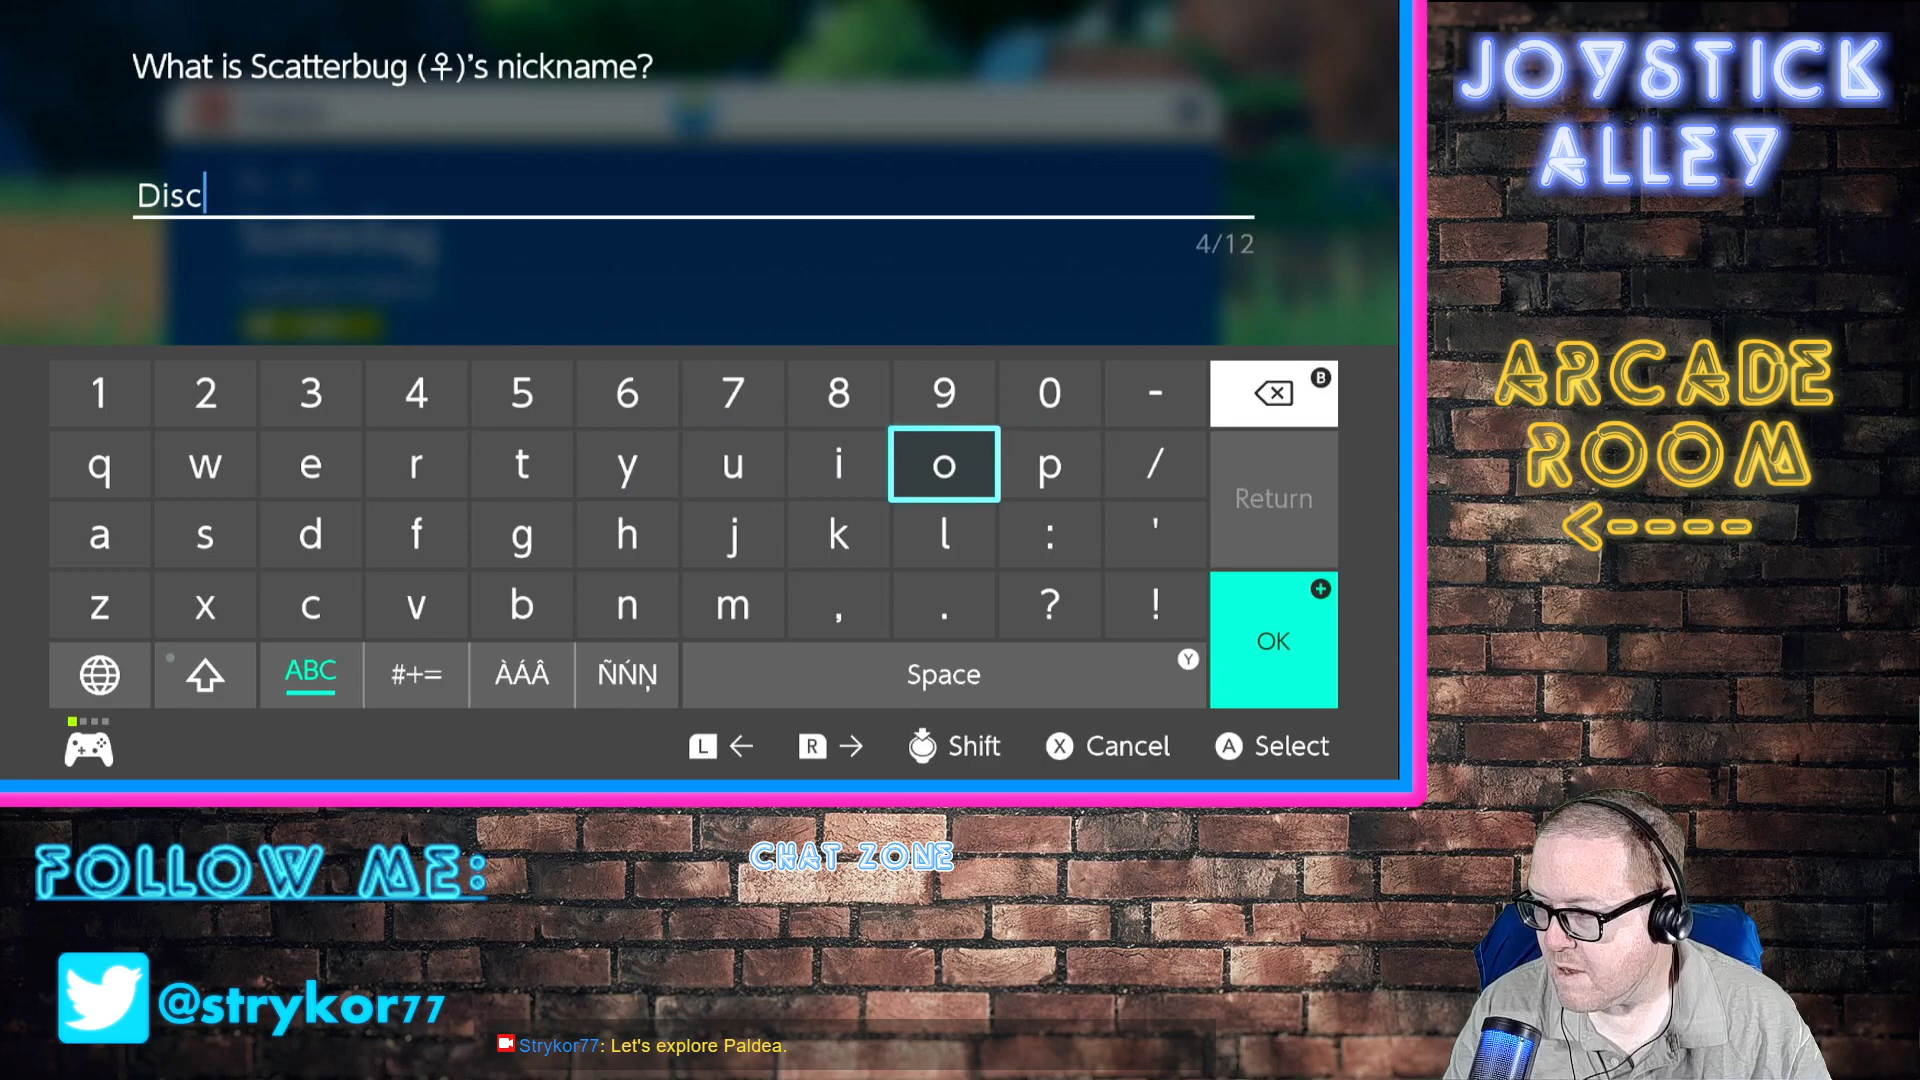 What is Scatterbug (♀)'s nickname?
Disc
4/12
1 2 3 4 5 6 7 8 9 0 - B
q w e r t y u i o p /
Return
a s d f g h j k l : '
z x c v b n m , . ? ! +
OK
ABC #+= ÀÁÂ ÑŃŅ Space Y
L ← R → Shift X Cancel A Select
JOYSTICK
ALLEY
ARCADE
ROOM
<----
FOLLOW ME:
CHAT ZONE
@strykor77
Strykor77: Let's explore Paldea.